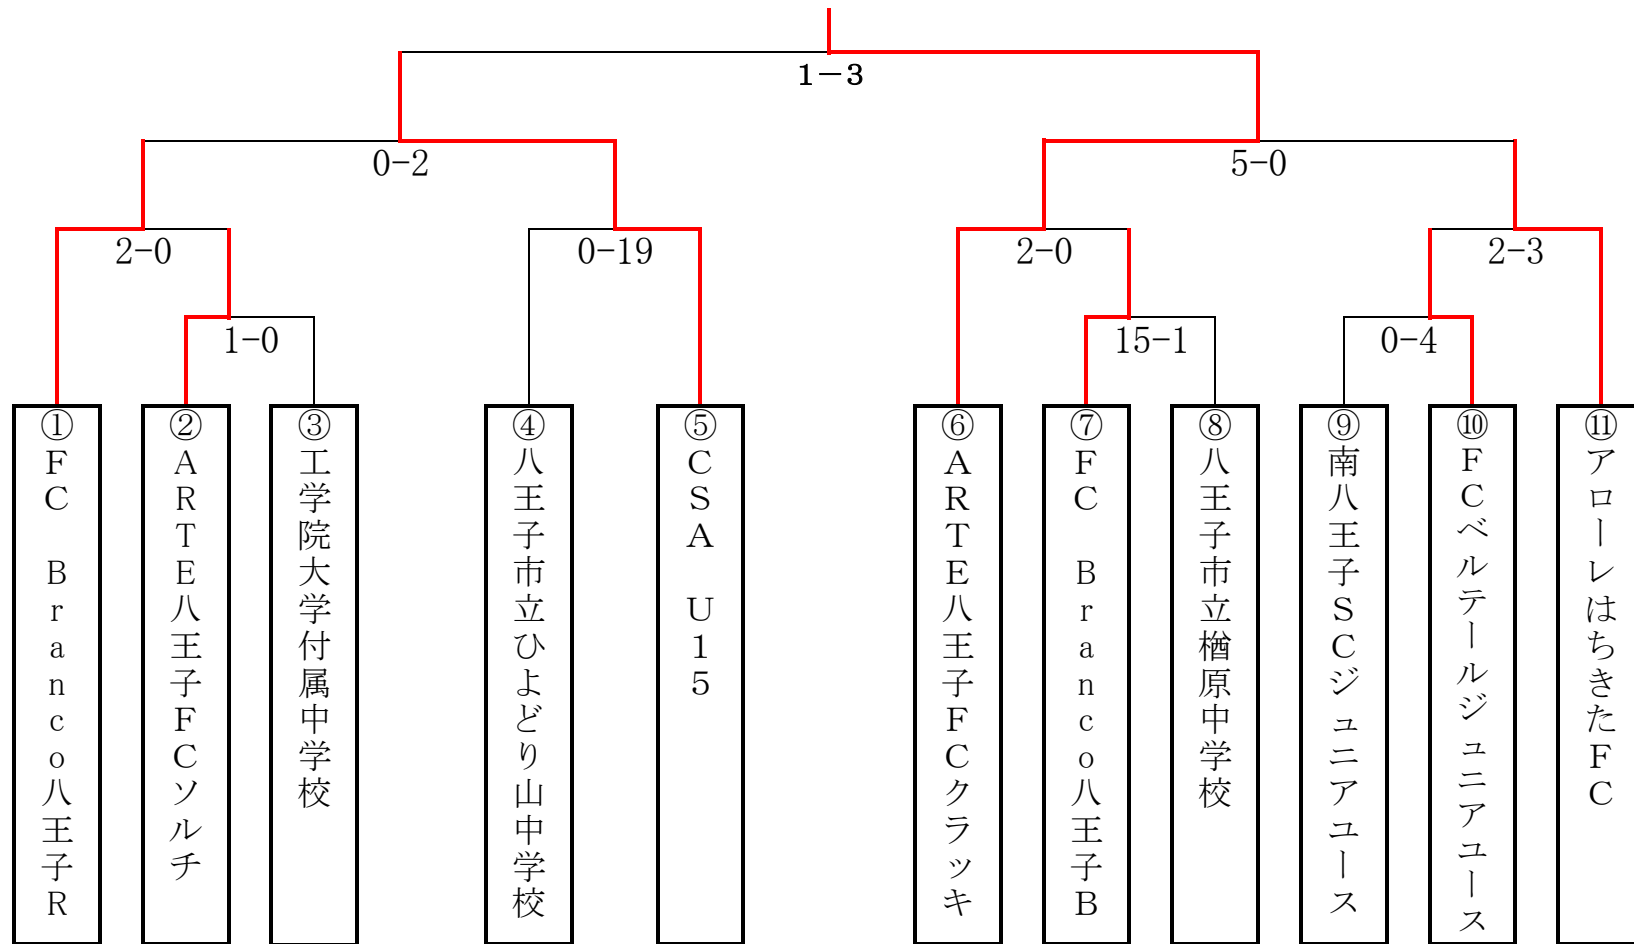 1－3
0-2
5-0
2-0
0-19
2-0
2-3
1-0
15-1
0-4
①FC　Branco八王子R
②ARTE八王子FCソルチ
③工学院大学付属中学校
④八王子市立ひよどり山中学校
⑤CSA　U15
⑥ARTE八王子FCクラッキ
⑦FC　Branco八王子B
⑧八王子市立楢原中学校
⑨南八王子SCジュニアユース
⑩FCベルテールジュニアユース
⑪アローレはちきたFC